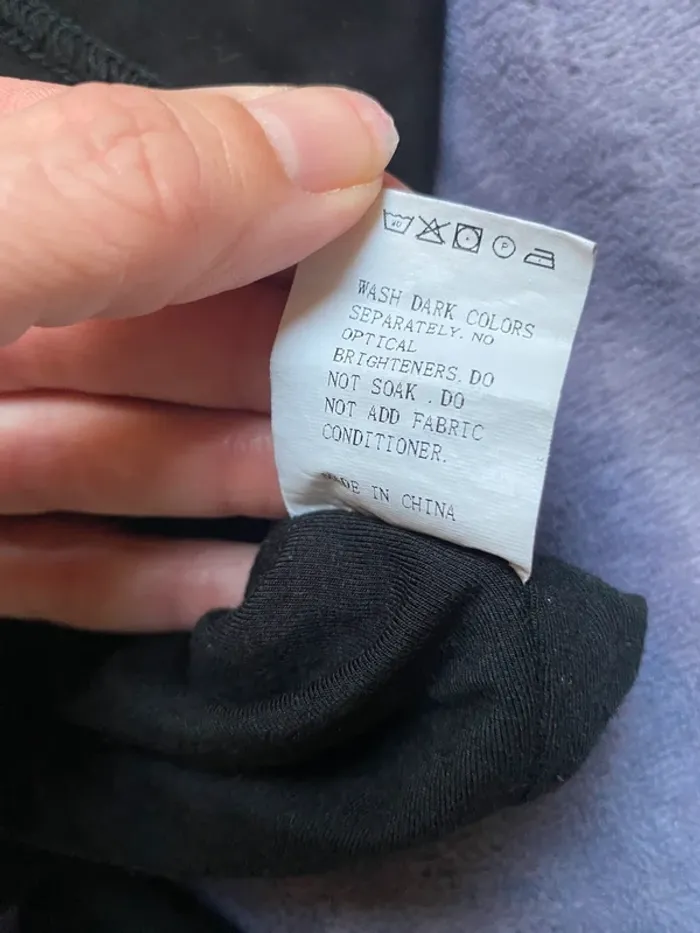 P
WASH DARK COLORS
SEPARATELY. NO
OPTICAL
BRIGHTENERS. DO
NOT SOAK . DO
NOT ADD FABRIC
CONDITIONER.
MADE IN CHINA